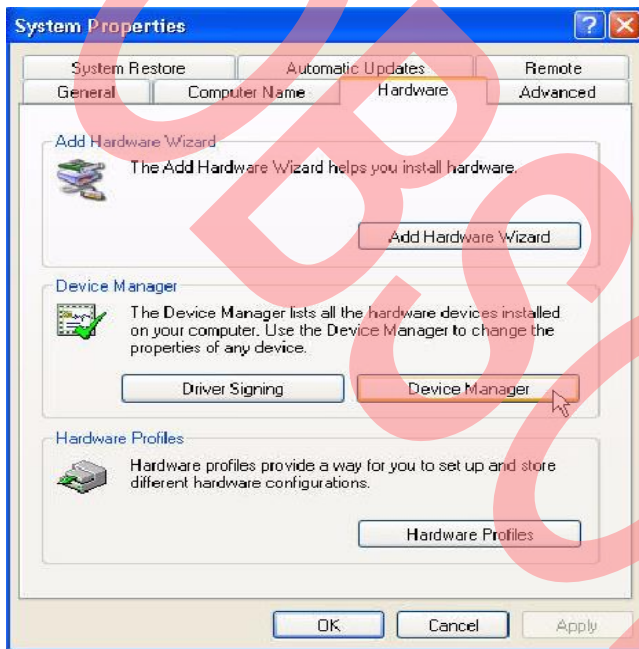 System Properties
System Restore Automatic Updates Remote
General Computer Name Hardware Advanced
Add Hardware Wizard
The Add Hardware Wizard helps you install hardware.
Add Hardware Wizard
Device Manager
The Device Manager lists all the hardware devices installed
on your computer. Use the Device Manager to change the
properties of any device.
Driver Signing Device Manager
Hardware Profiles
Hardware profiles provide a way for you to set up and store
different hardware configurations.
Hardware Profiles
OK Cancel Apply